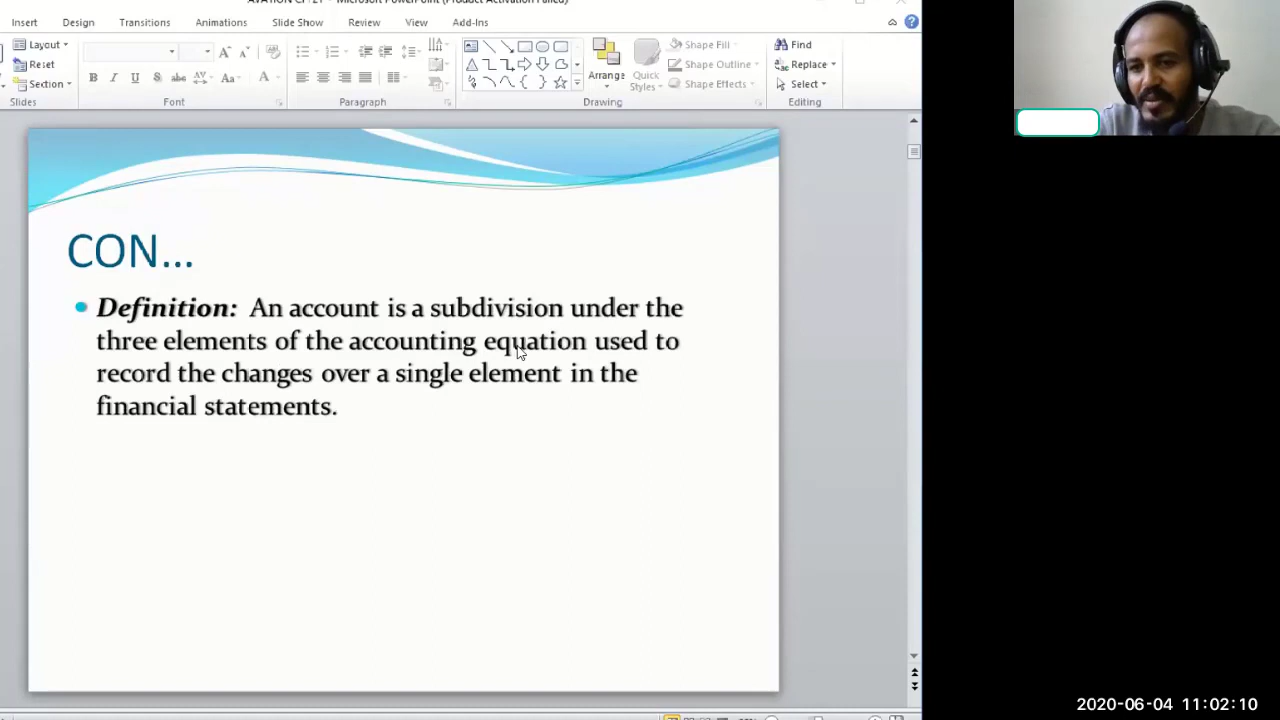 Insert Design Transitions Animations Slide Show Review View Add-Ins
Layout
Reset
Section
B I U S abc AV Aa A
Arrange
Quick
Styles
Shape Fill
Shape Outline
Shape Effects
Find
Replace
Select
Slides Font Paragraph Drawing Editing
CON...
Definition: An account is a subdivision under the
three elements of the accounting equation used to
record the changes over a single element in the
financial statements.
2020-06-04 11:02:10